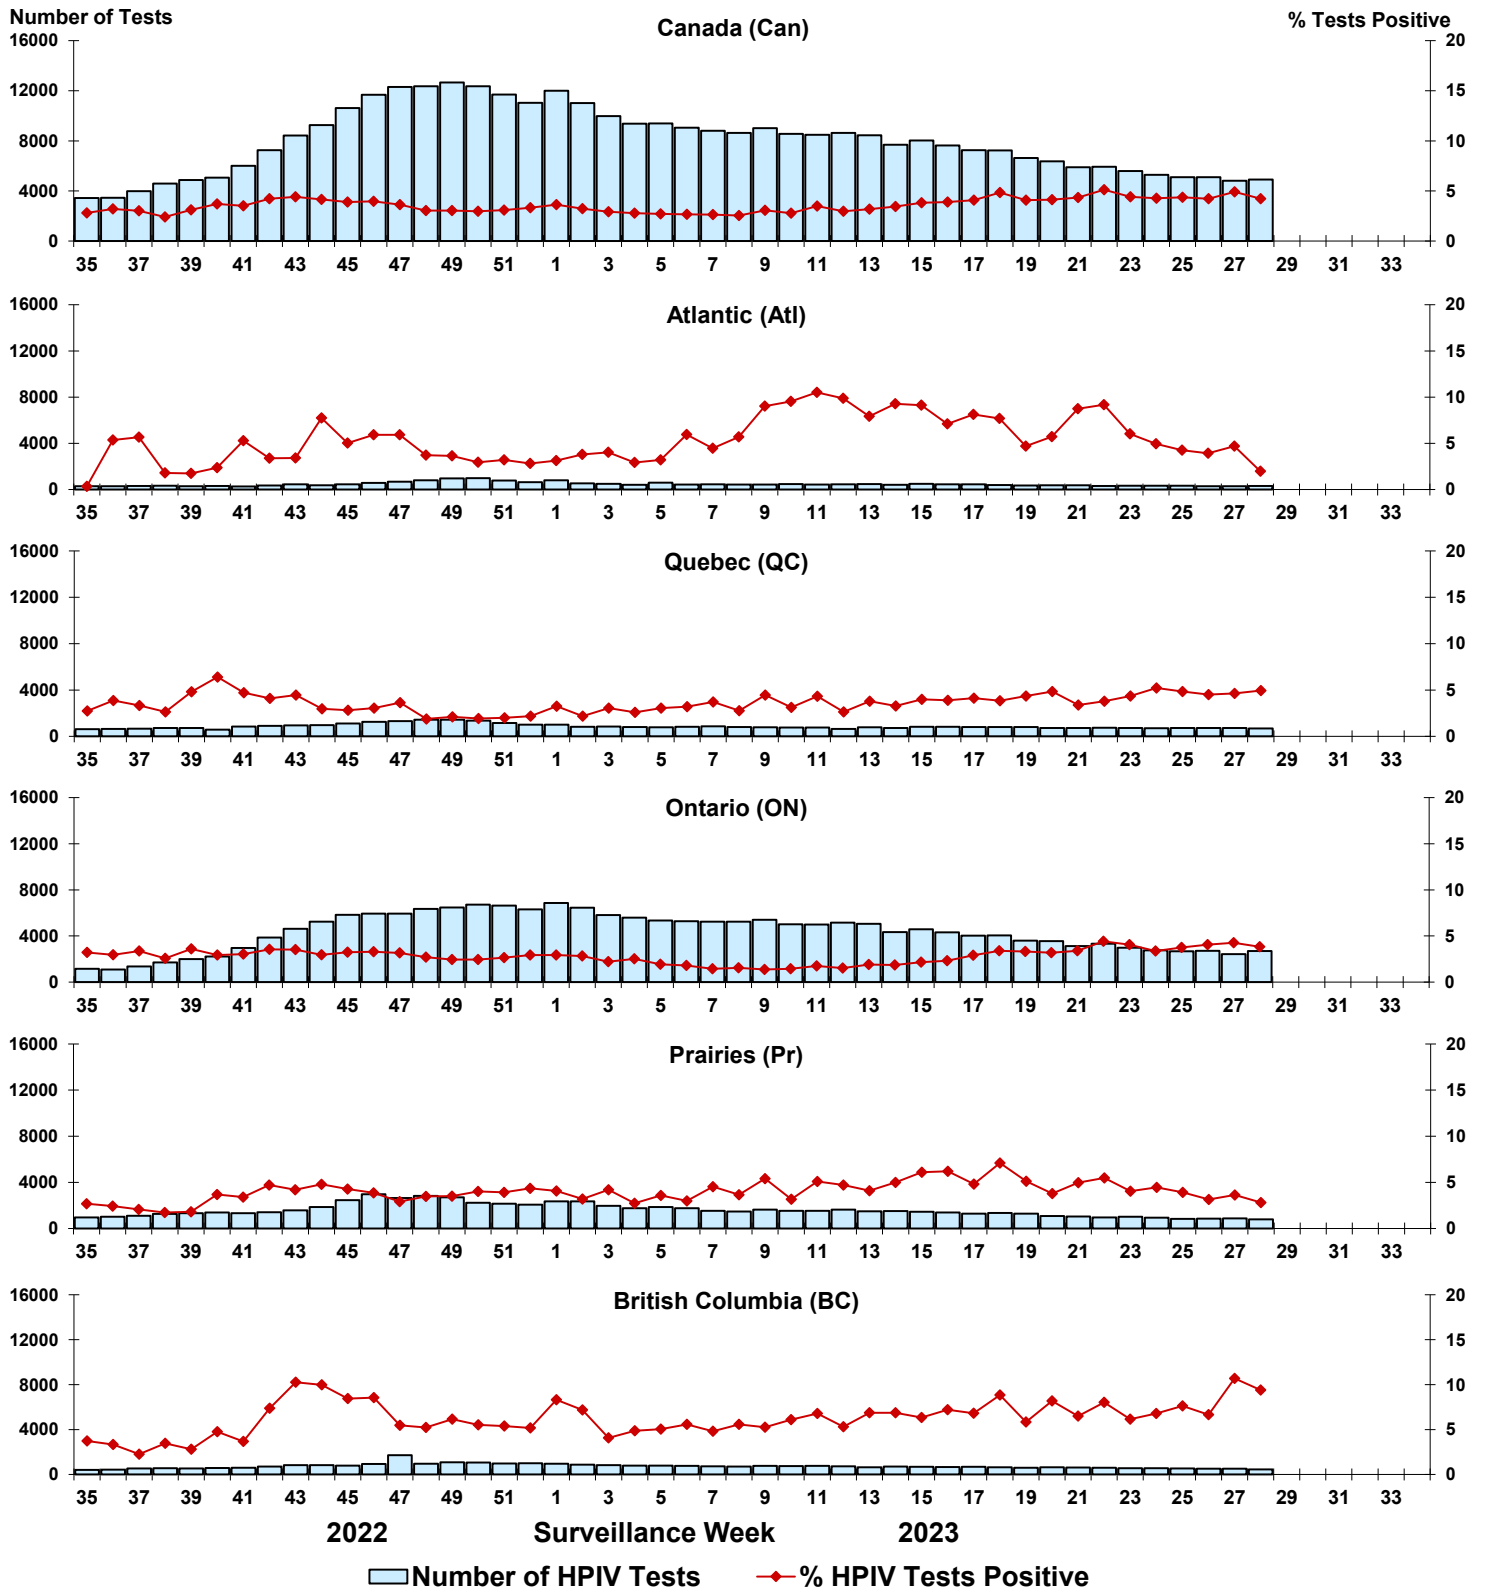 Number of Tests
Canada (Can)
% Tests Positive
16000 20
12000 15
8000 10
4000 5
0 0
35 37 39 41 43 45 47 49 51 1 3 5 7 9 11 13 15 17 19 21 23 25 27 29 31 33
Atlantic (Atl)
16000 20
12000 15
8000 10
4000 5
0 0
35 37 39 41 43 45 47 49 51 1 3 5 7 9 11 13 15 17 19 21 23 25 27 29 31 33
Quebec (QC)
16000 20
12000 15
8000 10
4000 5
0 0
35 37 39 41 43 45 47 49 51 1 3 5 7 9 11 13 15 17 19 21 23 25 27 29 31 33
Ontario (ON)
16000 20
12000 15
8000 10
4000 5
0 0
35 37 39 41 43 45 47 49 51 1 3 5 7 9 11 13 15 17 19 21 23 25 27 29 31 33
Prairies (Pr)
16000 20
12000 15
8000 10
4000 5
0 0
35 37 39 41 43 45 47 49 51 1 3 5 7 9 11 13 15 17 19 21 23 25 27 29 31 33
British Columbia (BC)
16000 20
12000 15
8000 10
4000 5
0 0
35 37 39 41 43 45 47 49 51 1 3 5 7 9 11 13 15 17 19 21 23 25 27 29 31 33
2022 Surveillance Week 2023
Number of HPIV Tests % HPIV Tests Positive